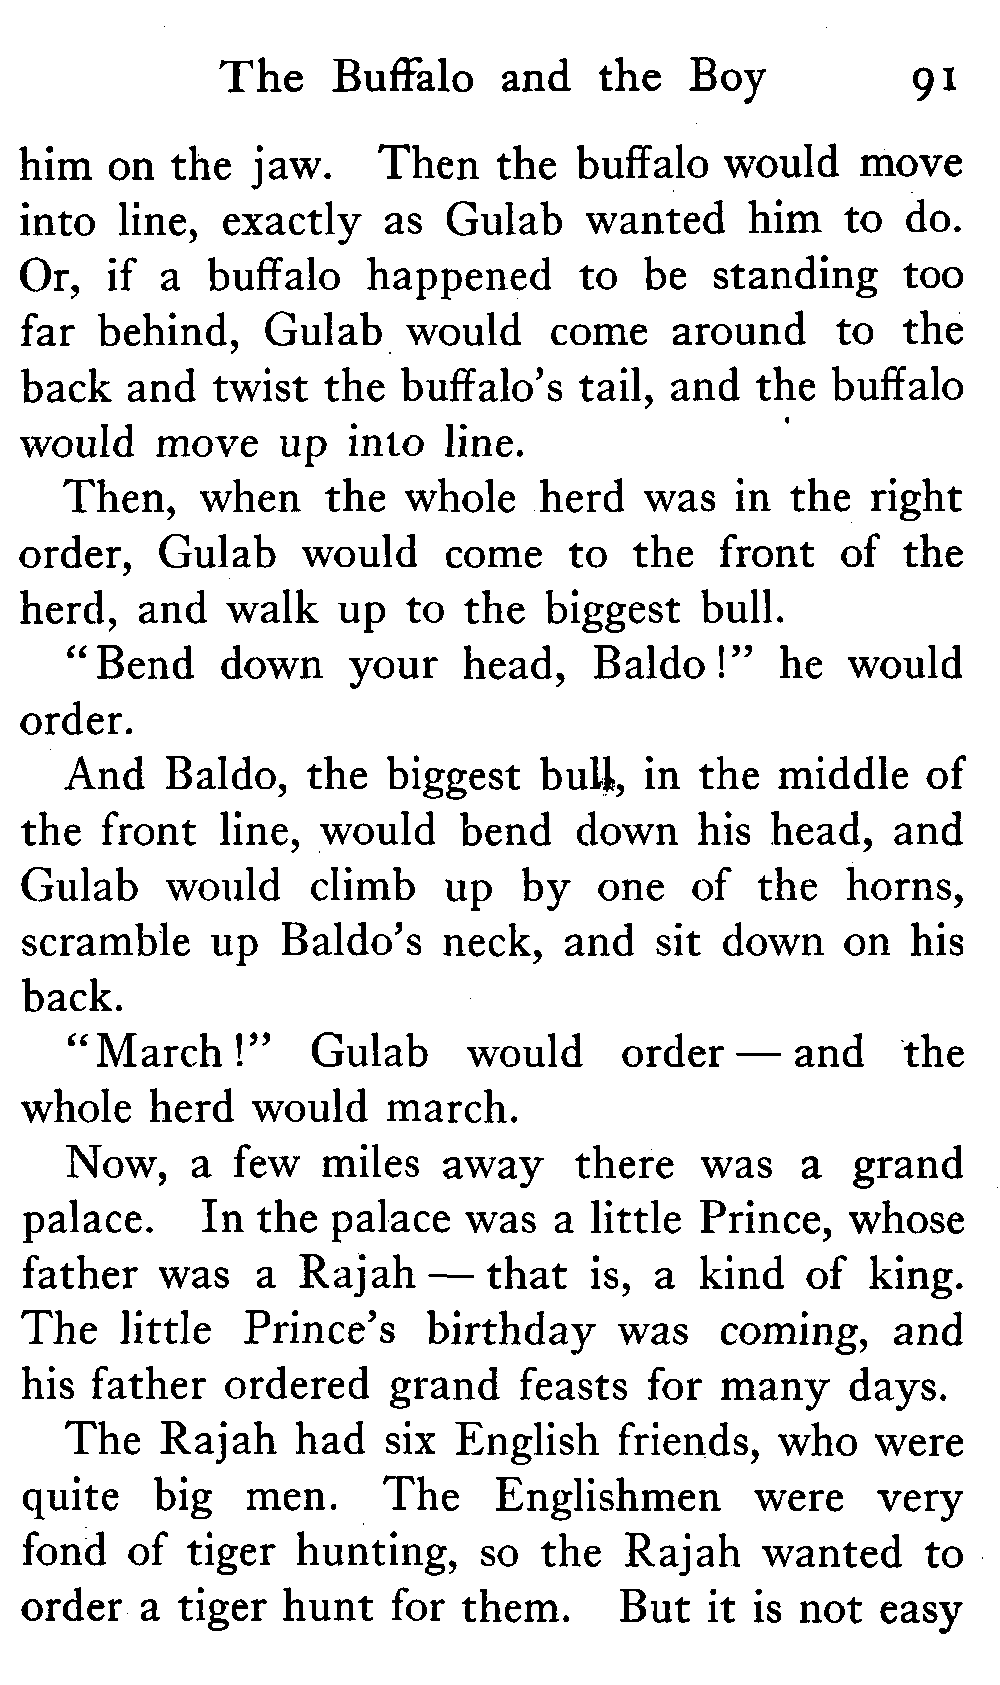 The Buffalo and the Boy 91
him on the jaw. Then the buffalo would move
into line, exactly as Gulab wanted him to do.
Or, if a buffalo happened to be standing too
far behind, Gulab would come around to the
back and twist the buffalo's tail, and the buffalo
would move up into line.
Then, when the whole herd was in the right
order, Gulab would come to the front of the
herd, and walk up to the biggest bull.
"Bend down your head, Baldo!" he would
order.
And Baldo, the biggest bull, in the middle of
the front line, would bend down his head, and
Gulab would climb up by one of the horns,
scramble up Baldo's neck, and sit down on his
back.
"March!" Gulab would order — and the
whole herd would march.
Now, a few miles away there was a grand
palace. In the palace was a little Prince, whose
father was a Rajah — that is, a kind of king.
The little Prince's birthday was coming, and
his father ordered grand feasts for many days.
The Rajah had six English friends, who were
quite big men. The Englishmen were very
fond of tiger hunting, so the Rajah wanted to
order a tiger hunt for them. But it is not easy